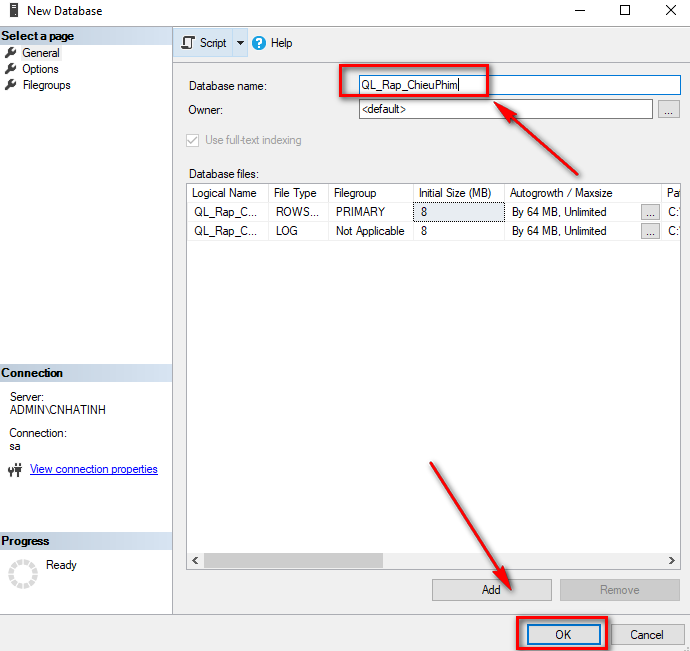 New Database
Select a page
General
Options
Filegroups
Script
Help
Database name:
QL_Rap_ChieuPhim
Owner:
<default>
...
Use full-text indexing
Database files:
Logical Name File Type Filegroup Initial Size (MB) Autogrowth / Maxsize
QL_Rap_C... ROWS... PRIMARY 8 By 64 MB, Unlimited ... C:\
QL_Rap_C... LOG Not Applicable 8 By 64 MB, Unlimited ... C:\
Connection
Server:
ADMIN\CNHATINH
Connection:
sa
View connection properties
Progress
Ready
Add
Remove
OK
Cancel